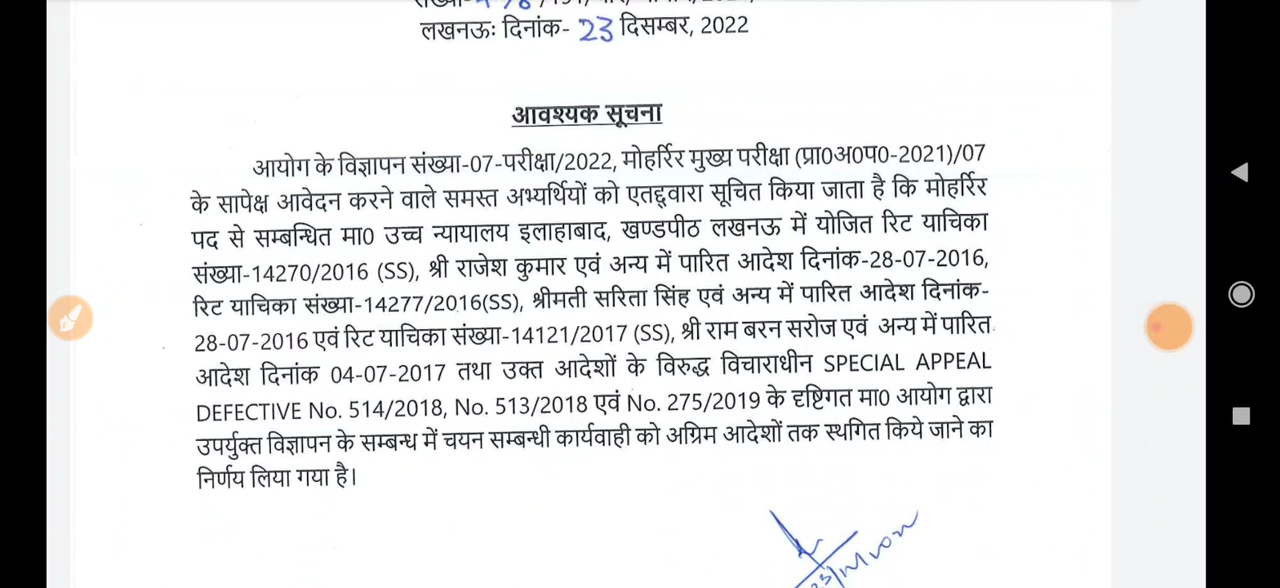 लखनऊः दिनांक- 23 दिसम्बर, 2022
आवश्यक सूचना
आयोग के विज्ञापन संख्या-07-परीक्षा/2022, मोहर्रिर मुख्य परीक्षा (प्रा0अ0प0-2021)/07
के सापेक्ष आवेदन करने वाले समस्त अभ्यर्थियों को एतद्द्वारा सूचित किया जाता है कि मोहर्रिर
पद से सम्बन्धित मा0 उच्च न्यायालय इलाहाबाद, खण्डपीठ लखनऊ में योजित रिट याचिका
संख्या-14270/2016 (SS), श्री राजेश कुमार एवं अन्य में पारित आदेश दिनांक-28-07-2016,
रिट याचिका संख्या-14277/2016(SS), श्रीमती सरिता सिंह एवं अन्य में पारित आदेश दिनांक-
28-07-2016 एवं रिट याचिका संख्या-14121/2017 (SS), श्री राम बरन सरोज एवं अन्य में पारित
आदेश दिनांक 04-07-2017 तथा उक्त आदेशों के विरुद्ध विचाराधीन SPECIAL APPEAL
DEFECTIVE No. 514/2018, No. 513/2018 एवं No. 275/2019 के दृष्टिगत मा0 आयोग द्वारा
उपर्युक्त विज्ञापन के सम्बन्ध में चयन सम्बन्धी कार्यवाही को अग्रिम आदेशों तक स्थगित किये जाने का
निर्णय लिया गया है।